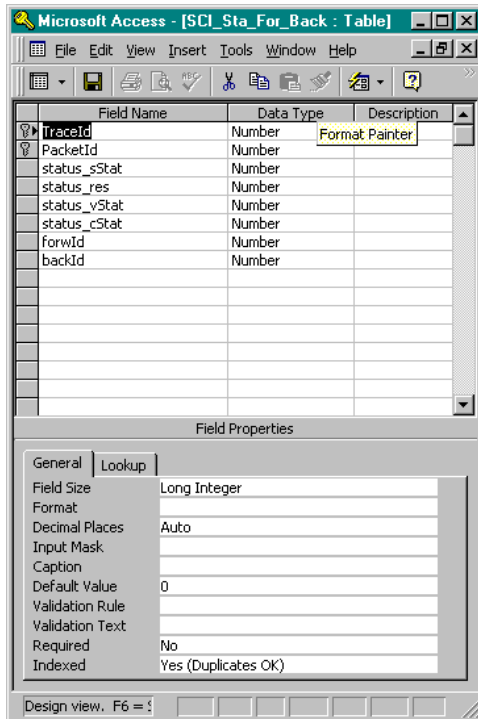 Microsoft Access - [SCI_Sta_For_Back : Table]
File Edit View Insert Tools Window Help
Field Name Data Type Description
TraceId Number Format Painter
PacketId Number
status_sStat Number
status_res Number
status_vStat Number
status_cStat Number
forwId Number
backId Number
Field Properties
General Lookup
Field Size Long Integer
Format
Decimal Places Auto
Input Mask
Caption
Default Value 0
Validation Rule
Validation Text
Required No
Indexed Yes (Duplicates OK)
Design view. F6 =